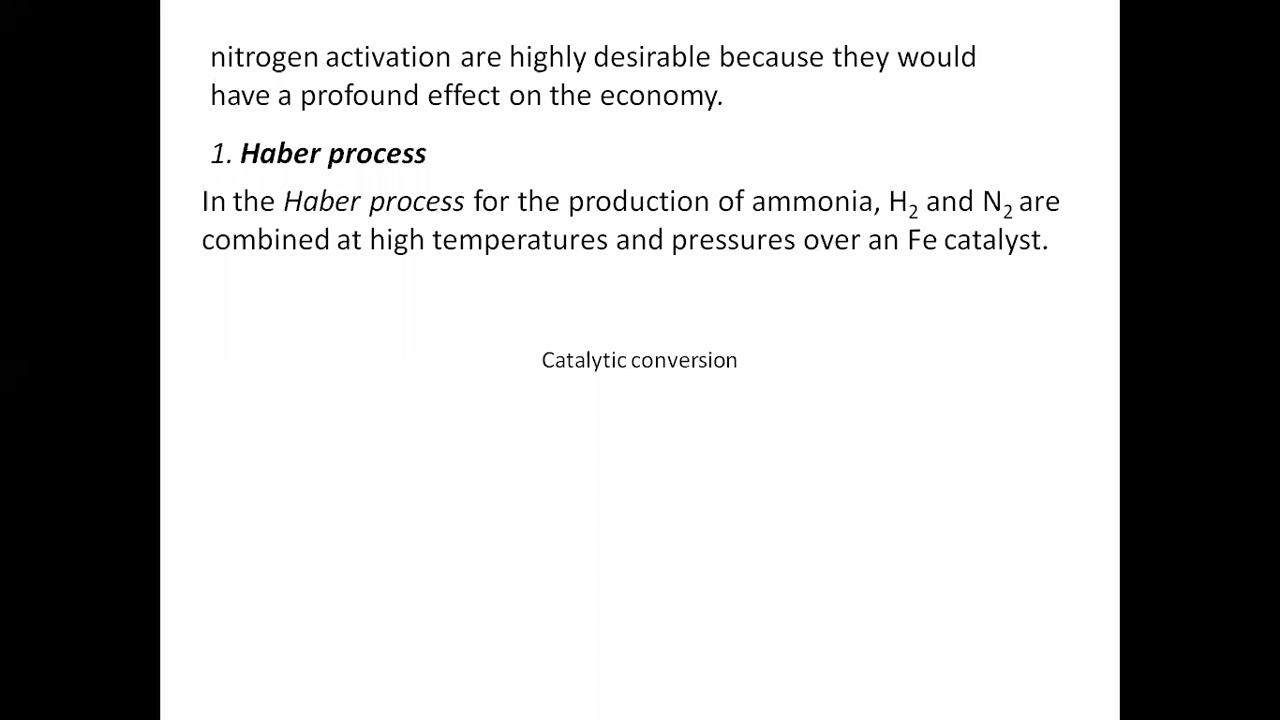 nitrogen activation are highly desirable because they would
have a profound effect on the economy.
1. Haber process
In the Haber process for the production of ammonia, H₂ and N₂ are
combined at high temperatures and pressures over an Fe catalyst.
Catalytic conversion